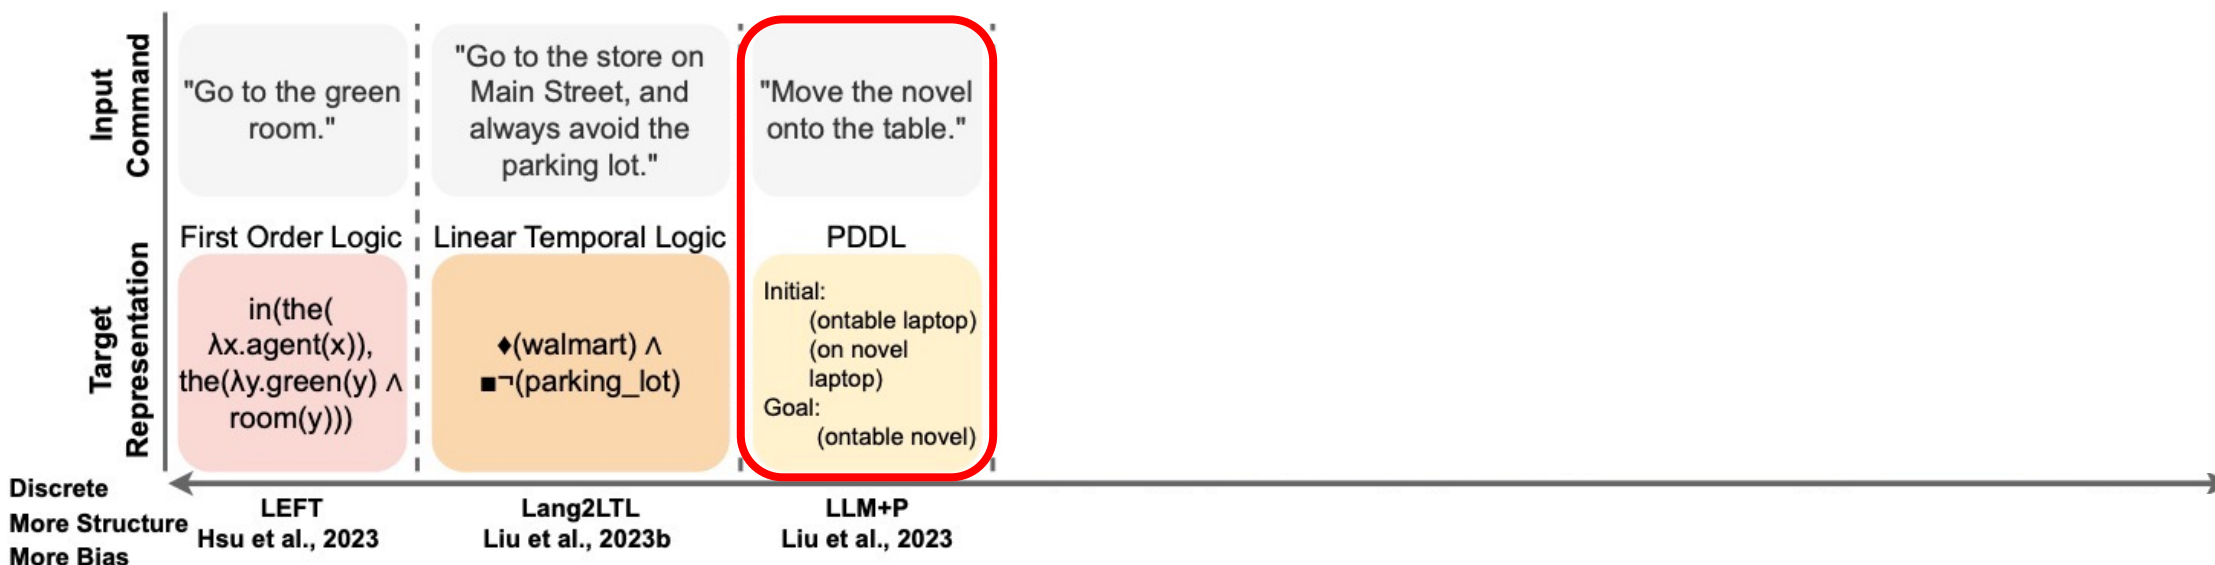 Input
Command
"Go to the green
room."
"Go to the store on
Main Street, and
always avoid the
parking lot."
"Move the novel
onto the table."
Target
Representation
First Order Logic
in(the(
λx.agent(x)),
the(λy.green(y) ∧
room(y)))
Linear Temporal Logic
♦(walmart) ∧
■¬(parking_lot)
PDDL
Initial:
(ontable laptop)
(on novel
laptop)
Goal:
(ontable novel)
Discrete
More Structure
More Bias
LEFT
Hsu et al., 2023
Lang2LTL
Liu et al., 2023b
LLM+P
Liu et al., 2023